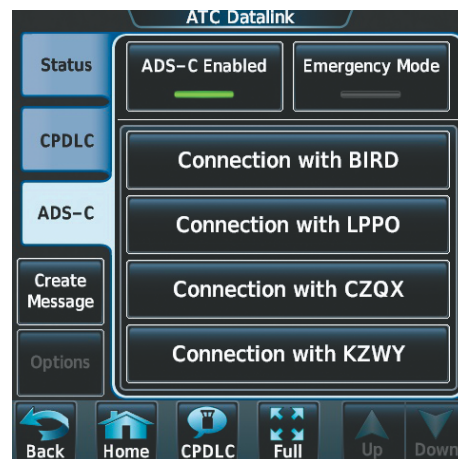 ATC Datalink
Status
ADS-C Enabled
Emergency Mode
CPDLC
Connection with BIRD
ADS-C
Connection with LPPO
Create
Message
Connection with CZQX
Options
Connection with KZWY
Back
Home
CPDLC
Full
Up
Down